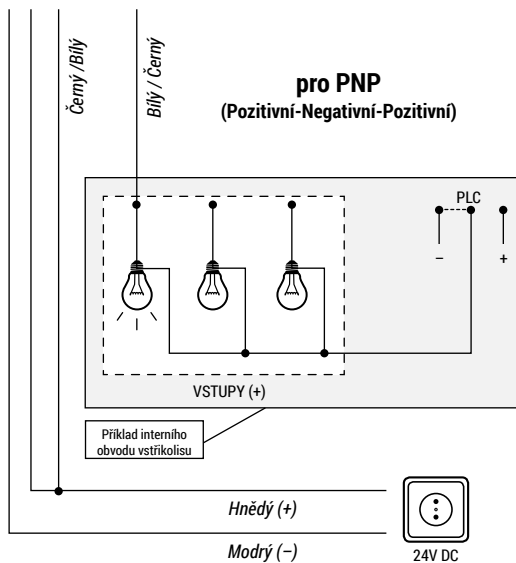 Černý /Bílý
Bílý / Černý
pro PNP
(Pozitivní-Negativní-Pozitivní)
PLC
– +
VSTUPY (+)
Příklad interního
obvodu vstřikolisu
Hnědý (+)
Modrý (–)
24V DC